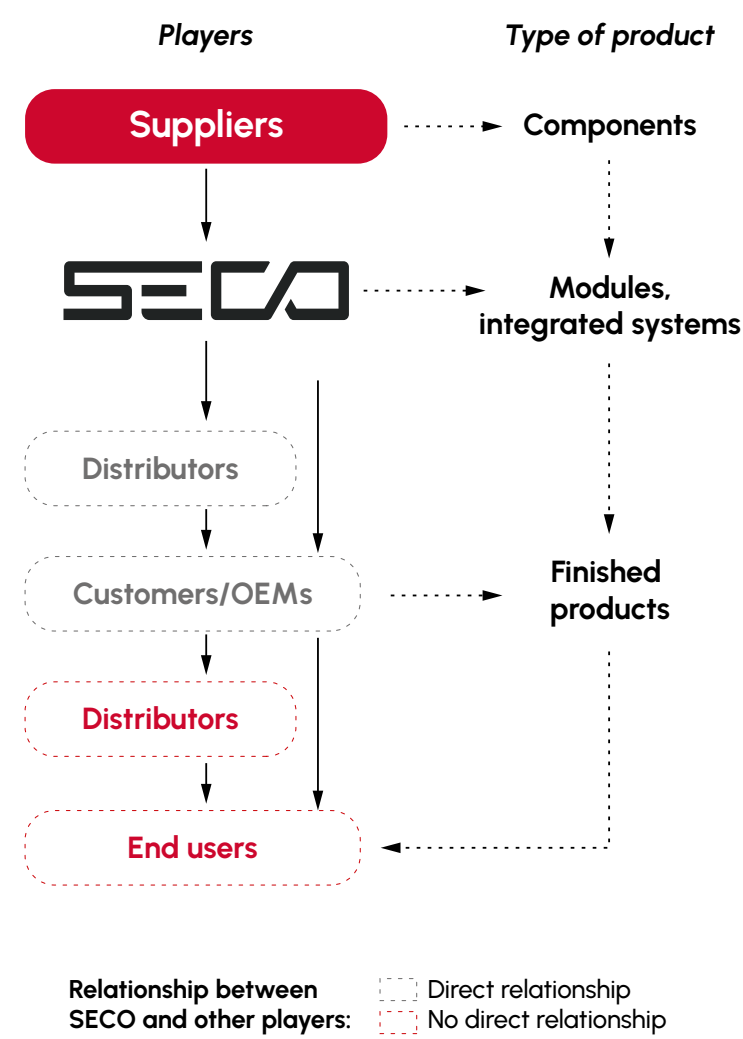 Players
Type of product
Suppliers
Components
SECO
Modules,
integrated systems
Distributors
Customers/OEMs
Finished
products
Distributors
End users
Relationship between
SECO and other players:
Direct relationship
No direct relationship